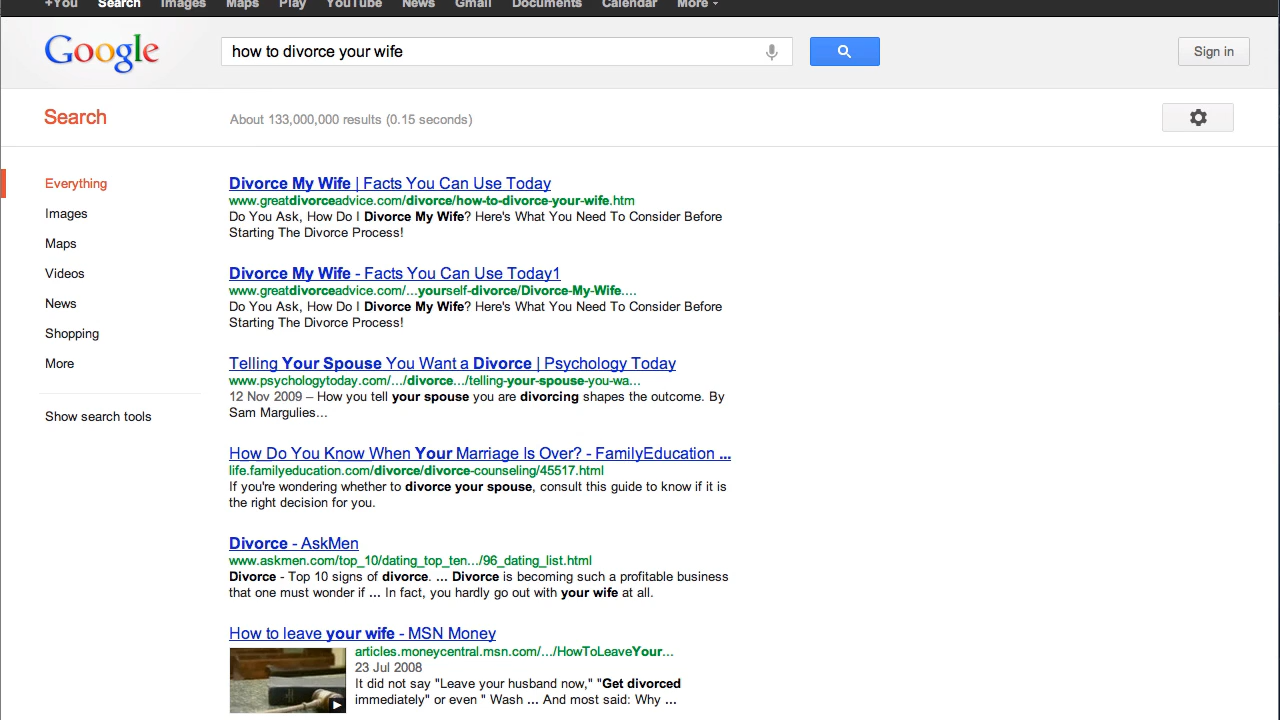 +You Search Images Maps Play YouTube News Gmail Documents Calendar More
Google
how to divorce your wife
Sign in
Search
About 133,000,000 results (0.15 seconds)
Everything
Images
Maps
Videos
News
Shopping
More
Show search tools
Divorce My Wife | Facts You Can Use Today
www.greatdivorceadvice.com/divorce/how-to-divorce-your-wife.htm
Do You Ask, How Do I Divorce My Wife? Here's What You Need To Consider Before
Starting The Divorce Process!
Divorce My Wife - Facts You Can Use Today1
www.greatdivorceadvice.com/...yourself-divorce/Divorce-My-Wife....
Do You Ask, How Do I Divorce My Wife? Here's What You Need To Consider Before
Starting The Divorce Process!
Telling Your Spouse You Want a Divorce | Psychology Today
www.psychologytoday.com/.../divorce.../telling-your-spouse-you-wa...
12 Nov 2009 – How you tell your spouse you are divorcing shapes the outcome. By
Sam Margulies...
How Do You Know When Your Marriage Is Over? - FamilyEducation ...
life.familyeducation.com/divorce/divorce-counseling/45517.html
If you're wondering whether to divorce your spouse, consult this guide to know if it is
the right decision for you.
Divorce - AskMen
www.askmen.com/top_10/dating_top_ten.../96_dating_list.html
Divorce - Top 10 signs of divorce. ... Divorce is becoming such a profitable business
that one must wonder if ... In fact, you hardly go out with your wife at all.
How to leave your wife - MSN Money
articles.moneycentral.msn.com/.../HowToLeaveYour...
23 Jul 2008
It did not say "Leave your husband now," "Get divorced
immediately" or even " Wash ... And most said: Why ...